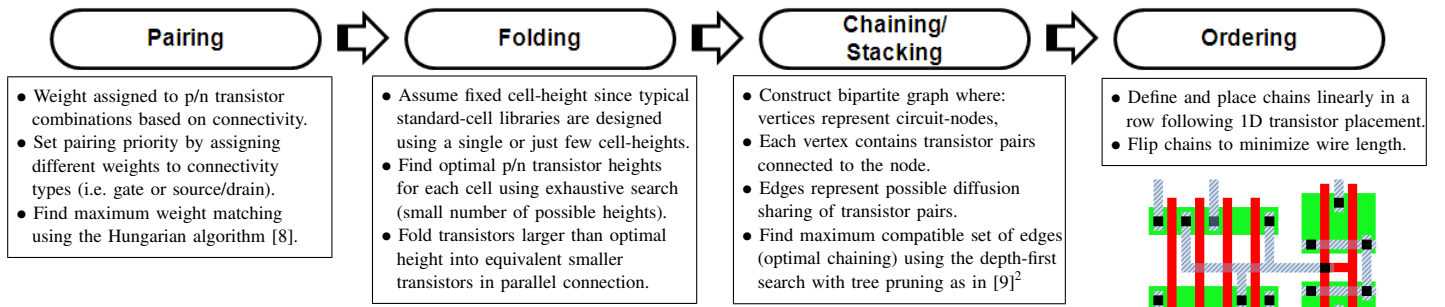 Pairing
• Weight assigned to p/n transistor
combinations based on connectivity.
• Set pairing priority by assigning
different weights to connectivity
types (i.e. gate or source/drain).
• Find maximum weight matching
using the Hungarian algorithm [8].
Folding
• Assume fixed cell-height since typical
standard-cell libraries are designed
using a single or just few cell-heights.
• Find optimal p/n transistor heights
for each cell using exhaustive search
(small number of possible heights).
• Fold transistors larger than optimal
height into equivalent smaller
transistors in parallel connection.
Chaining/
Stacking
• Construct bipartite graph where:
vertices represent circuit-nodes,
• Each vertex contains transistor pairs
connected to the node.
• Edges represent possible diffusion
sharing of transistor pairs.
• Find maximum compatible set of edges
(optimal chaining) using the depth-first
search with tree pruning as in [9]²
Ordering
• Define and place chains linearly in a
row following 1D transistor placement.
• Flip chains to minimize wire length.